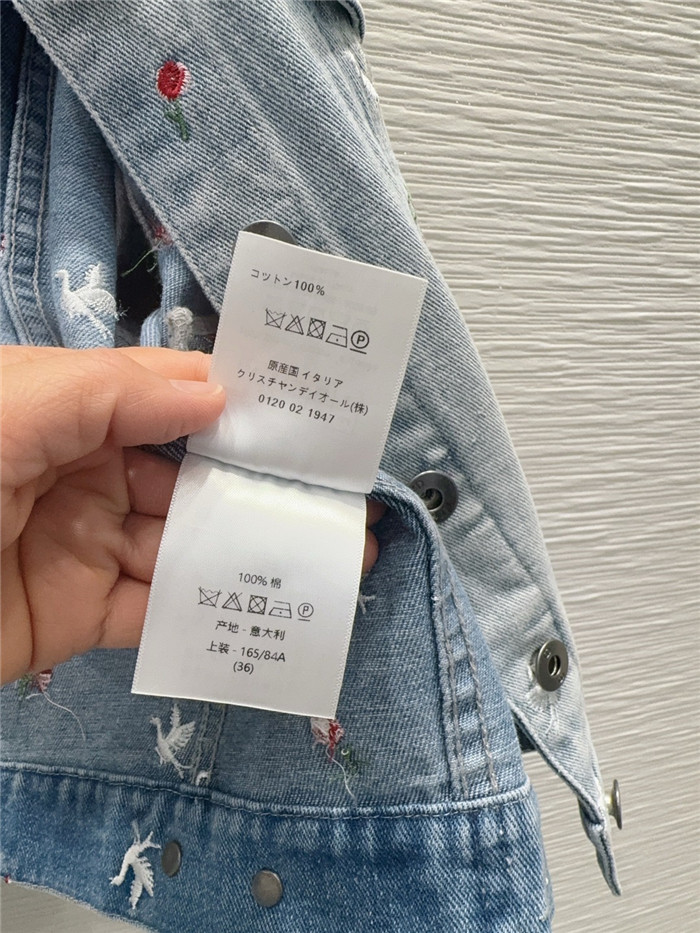 コットン100%
P
原産国 イタリア
クリスチャンディオール(株)
0120 02 1947
100% 棉
P
产地 - 意大利
上装 - 165/84A
(36)